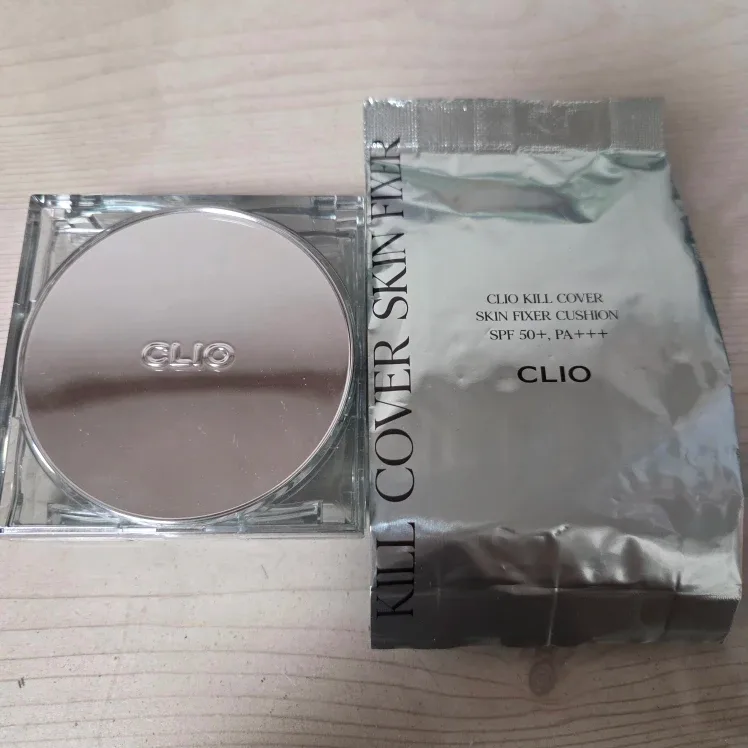 CLIO
KILL COVER SKIN FIXER
CLIO KILL COVER
SKIN FIXER CUSHION
SPF 50+, PA+++
CLIO